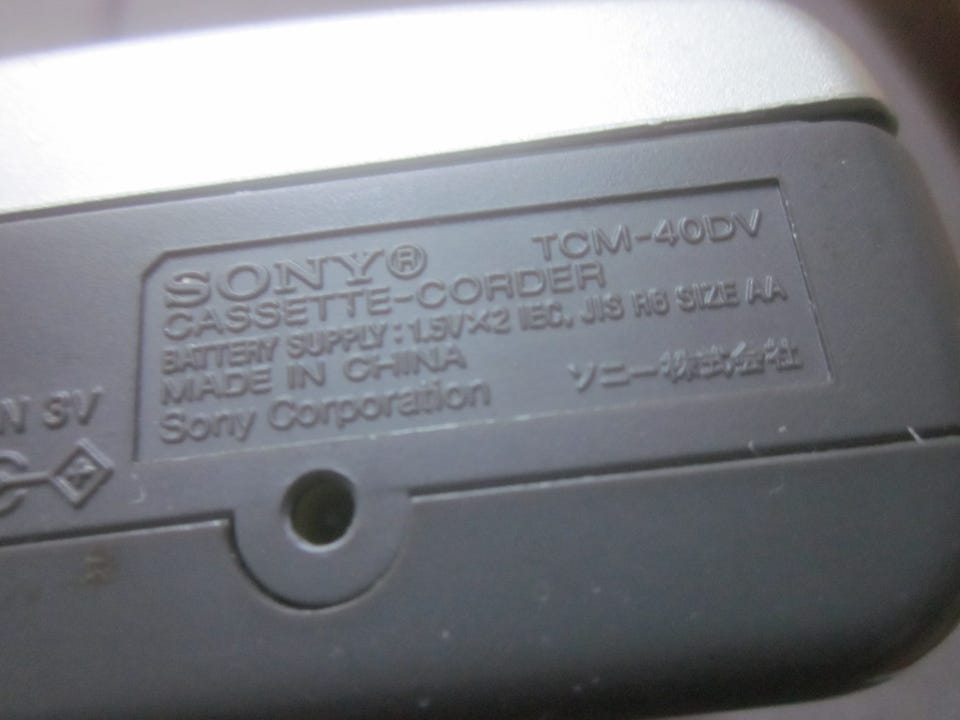 SONY® TCM-40DV
CASSETTE-CORDER
BATTERY SUPPLY : 1.5V×2 IEC, JIS R6 SIZE AA
MADE IN CHINA
Sony Corporation ソニー株式会社
N 3V